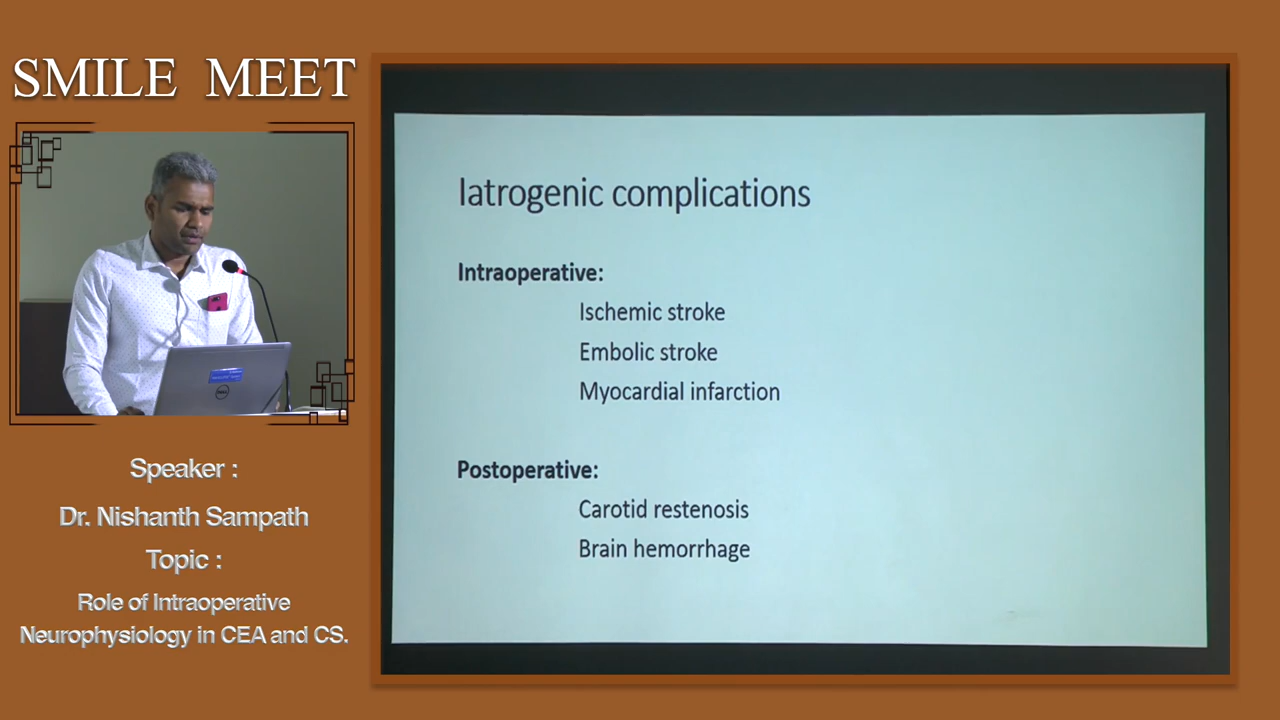 SMILE MEET
Speaker :
Dr. Nishanth Sampath
Topic :
Role of Intraoperative
Neurophysiology in CEA and CS.
Iatrogenic complications
Intraoperative:
Ischemic stroke
Embolic stroke
Myocardial infarction
Postoperative:
Carotid restenosis
Brain hemorrhage